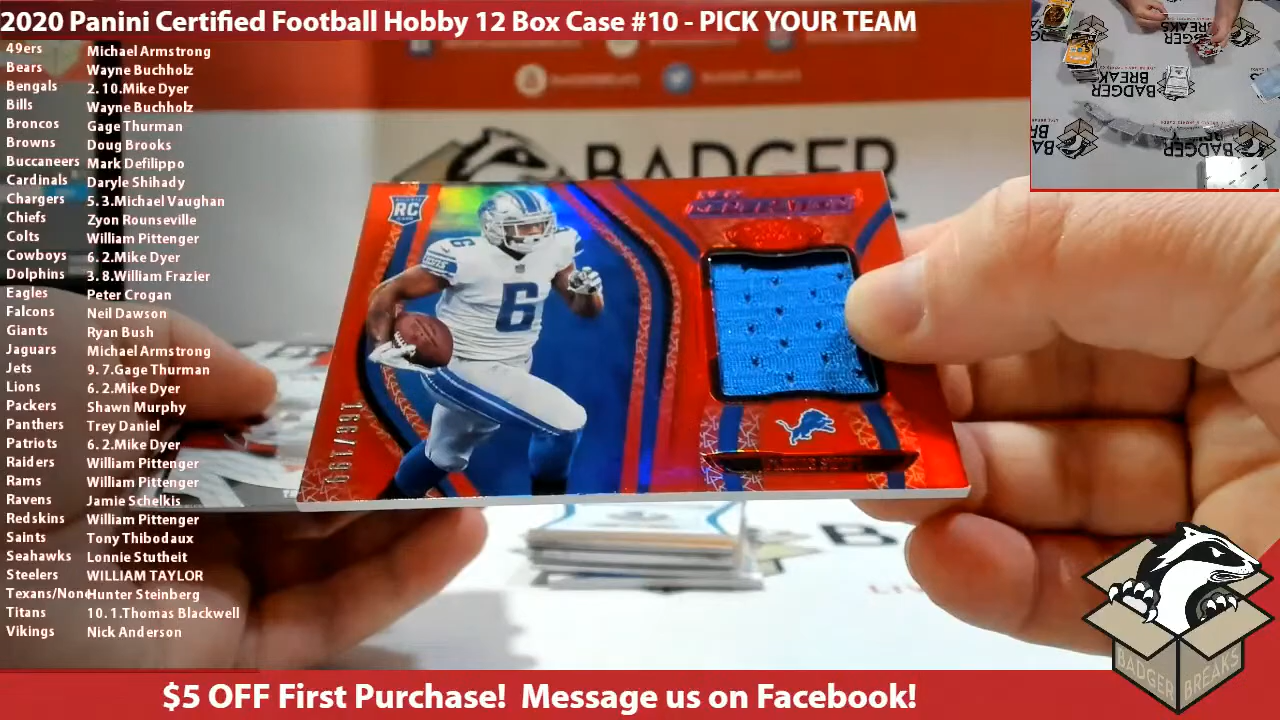 2020 Panini Certified Football Hobby 12 Box Case #10 - PICK YOUR TEAM
49ers Michael Armstrong
Bears Wayne Buchholz
Bengals 2. 10.Mike Dyer
Bills Wayne Buchholz
Broncos Gage Thurman
Browns Doug Brooks
Buccaneers Mark Defilippo
Cardinals Daryle Shihady
Chargers 5. 3.Michael Vaughan
Chiefs Zyon Rounseville
Colts William Pittenger
Cowboys 6. 2.Mike Dyer
Dolphins 3. 8.William Frazier
Eagles Peter Crogan
Falcons Neil Dawson
Giants Ryan Bush
Jaguars Michael Armstrong
Jets 9. 7.Gage Thurman
Lions 6. 2.Mike Dyer
Packers Shawn Murphy
Panthers Trey Daniel
Patriots 6. 2.Mike Dyer
Raiders William Pittenger
Rams William Pittenger
Ravens Jamie Schelkis
Redskins William Pittenger
Saints Tony Thibodaux
Seahawks Lonnie Stutheit
Steelers WILLIAM TAYLOR
Texans/None Hunter Steinberg
Titans 10. 1.Thomas Blackwell
Vikings Nick Anderson
BADGER
BREAK
BADGER
RC
6
6
LIONS
BADGER BREAKS
$5 OFF First Purchase! Message us on Facebook!